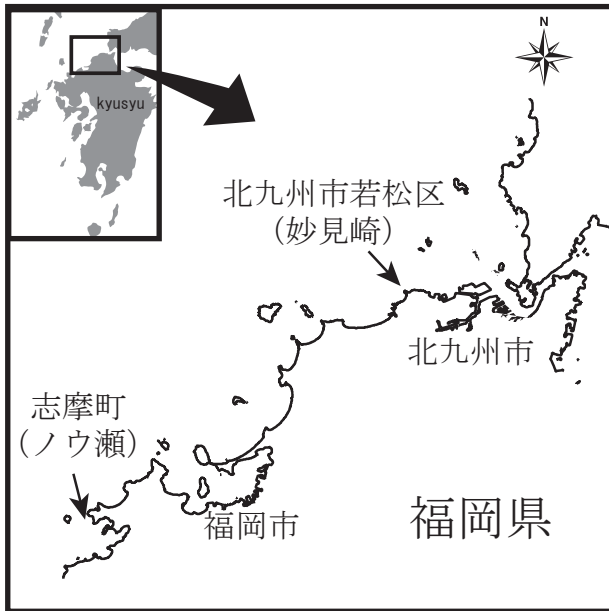 N
kyusyu
北九州市若松区
（妙見崎）
北九州市
志摩町
（ノウ瀬）
福岡市
福岡県